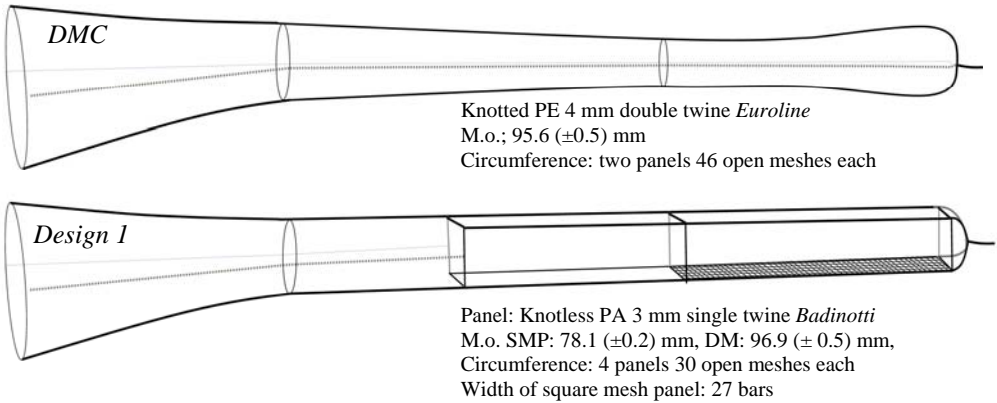 DMC
Knotted PE 4 mm double twine Euroline
M.o.; 95.6 (±0.5) mm
Circumference: two panels 46 open meshes each
Design 1
Panel: Knotless PA 3 mm single twine Badinotti
M.o. SMP: 78.1 (±0.2) mm, DM: 96.9 (± 0.5) mm,
Circumference: 4 panels 30 open meshes each
Width of square mesh panel: 27 bars